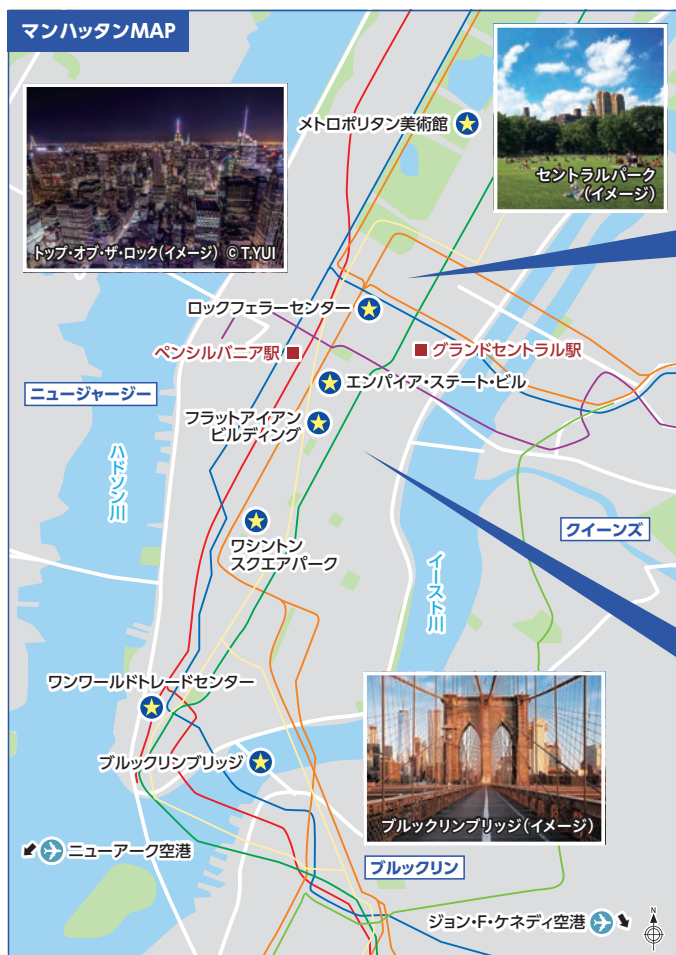 マンハッタンMAP
メトロポリタン美術館
セントラルパーク
(イメージ)
トップ・オブ・ザ・ロック(イメージ) ©T.YUI
ロックフェラーセンター
ペンシルバニア駅
グランドセントラル駅
エンパイア・ステート・ビル
ニュージャージー
フラットアイアン
ビルディング
ハドソン川
ワシントン
スクエアパーク
クイーンズ
イースト川
ワンワールドトレードセンター
ブルックリンブリッジ
ブルックリンブリッジ(イメージ)
ニューアーク空港
ブルックリン
ジョン・F・ケネディ空港
N